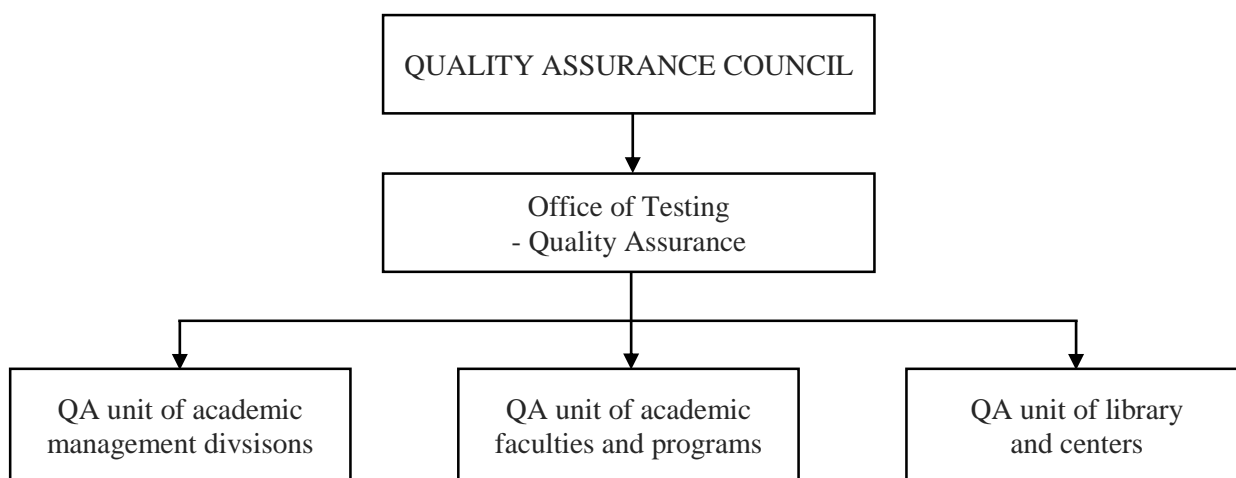 QUALITY ASSURANCE COUNCIL
Office of Testing
- Quality Assurance
QA unit of academic
management divsisons
QA unit of academic
faculties and programs
QA unit of library
and centers